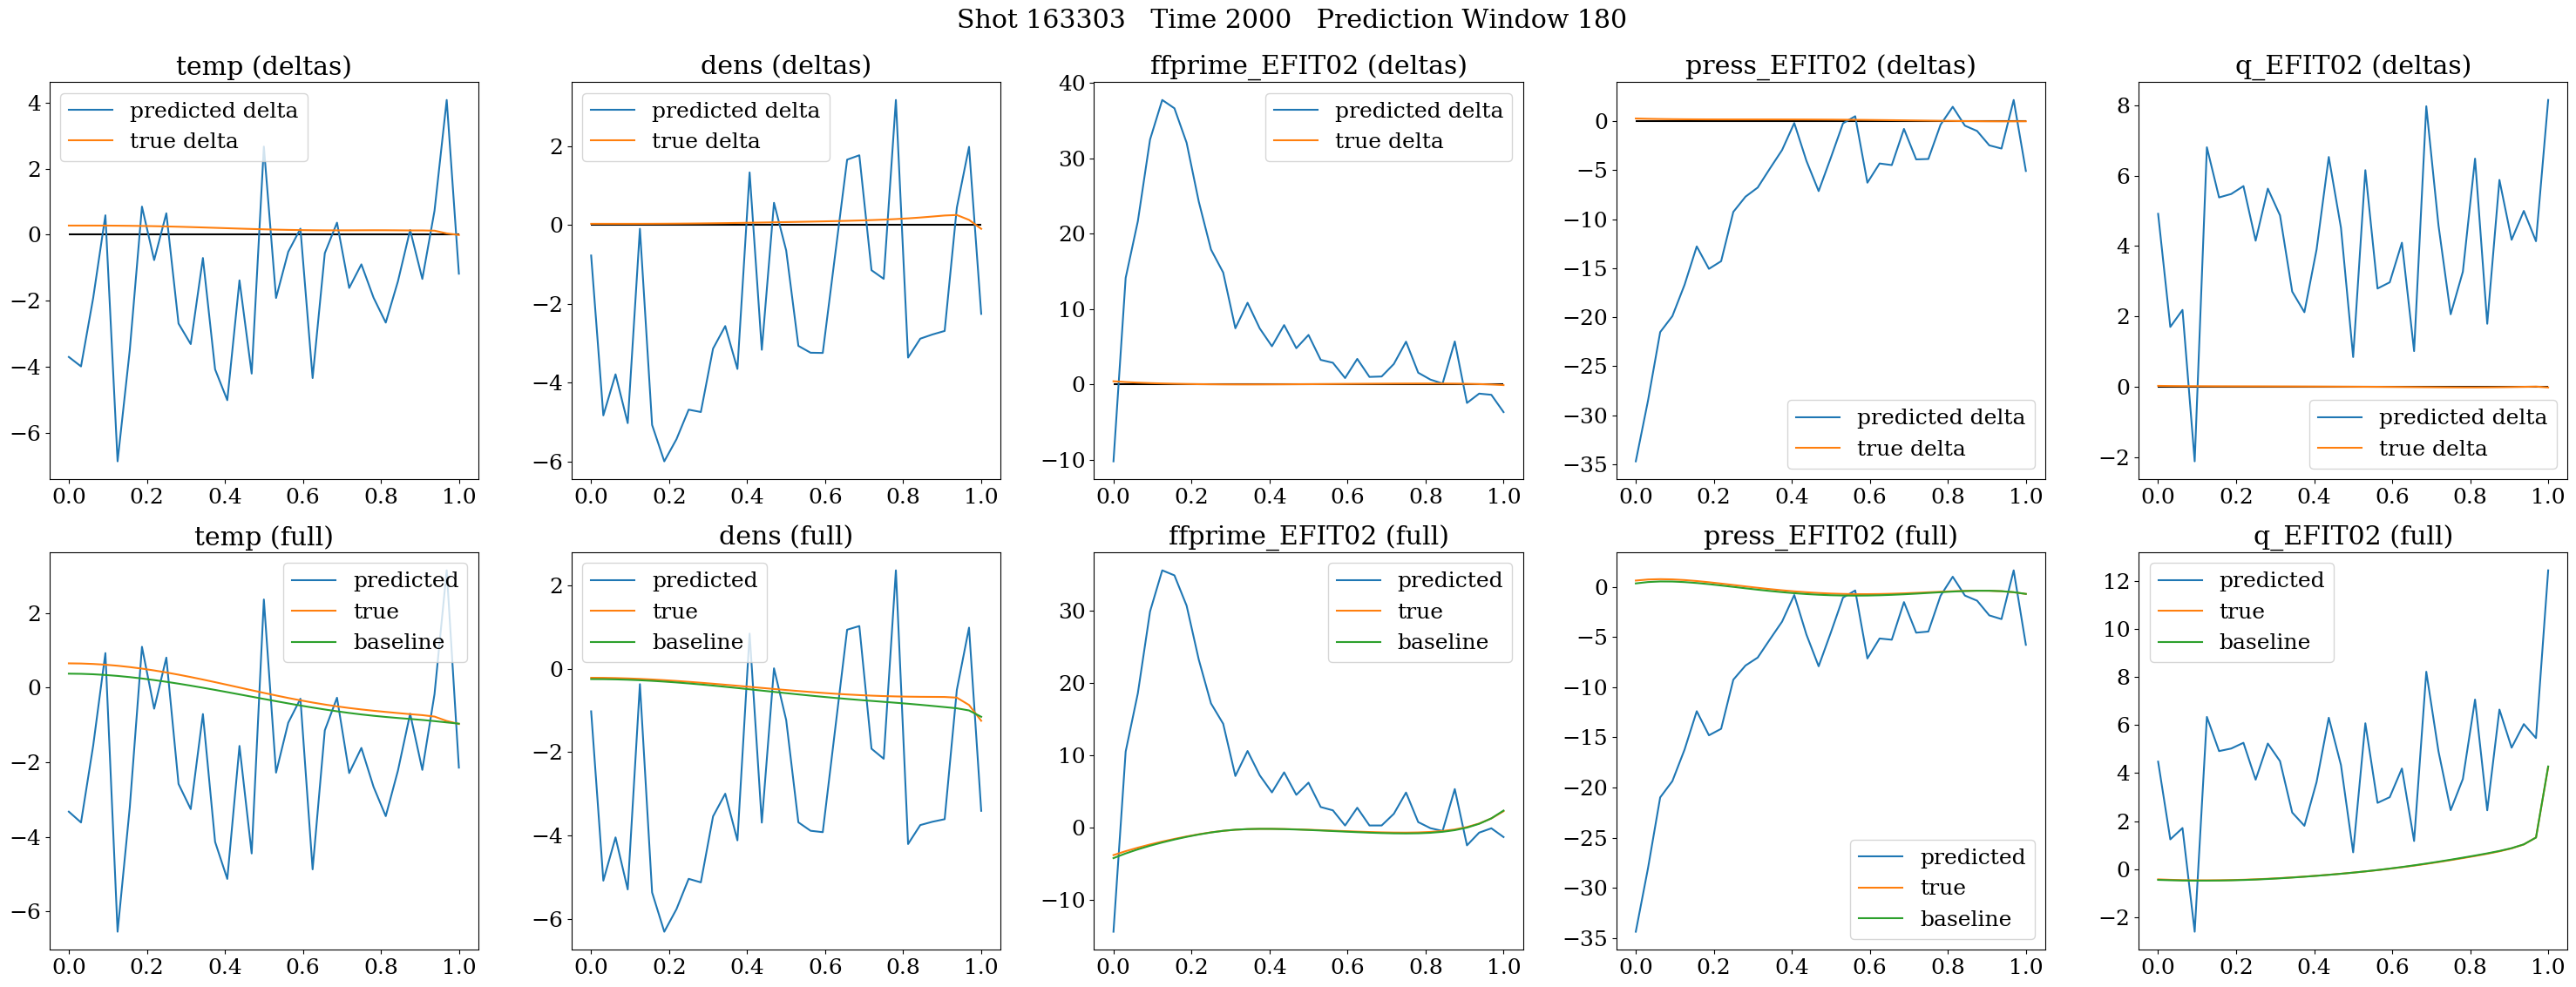 Shot 163303   Time 2000   Prediction Window 180
temp (deltas)
predicted delta
true delta
4
2
0
−2
−4
−6
0.0 0.2 0.4 0.6 0.8 1.0
dens (deltas)
predicted delta
true delta
2
0
−2
−4
−6
0.0 0.2 0.4 0.6 0.8 1.0
ffprime_EFIT02 (deltas)
predicted delta
true delta
40
30
20
10
0
−10
0.0 0.2 0.4 0.6 0.8 1.0
press_EFIT02 (deltas)
0
−5
−10
−15
−20
−25
−30
−35
predicted delta
true delta
0.0 0.2 0.4 0.6 0.8 1.0
q_EFIT02 (deltas)
8
6
4
2
0
−2
predicted delta
true delta
0.0 0.2 0.4 0.6 0.8 1.0
temp (full)
predicted
true
baseline
2
0
−2
−4
−6
0.0 0.2 0.4 0.6 0.8 1.0
dens (full)
predicted
true
baseline
2
0
−2
−4
−6
0.0 0.2 0.4 0.6 0.8 1.0
ffprime_EFIT02 (full)
predicted
true
baseline
30
20
10
0
−10
0.0 0.2 0.4 0.6 0.8 1.0
press_EFIT02 (full)
0
−5
−10
−15
−20
−25
−30
−35
predicted
true
baseline
0.0 0.2 0.4 0.6 0.8 1.0
q_EFIT02 (full)
predicted
true
baseline
12
10
8
6
4
2
0
−2
0.0 0.2 0.4 0.6 0.8 1.0